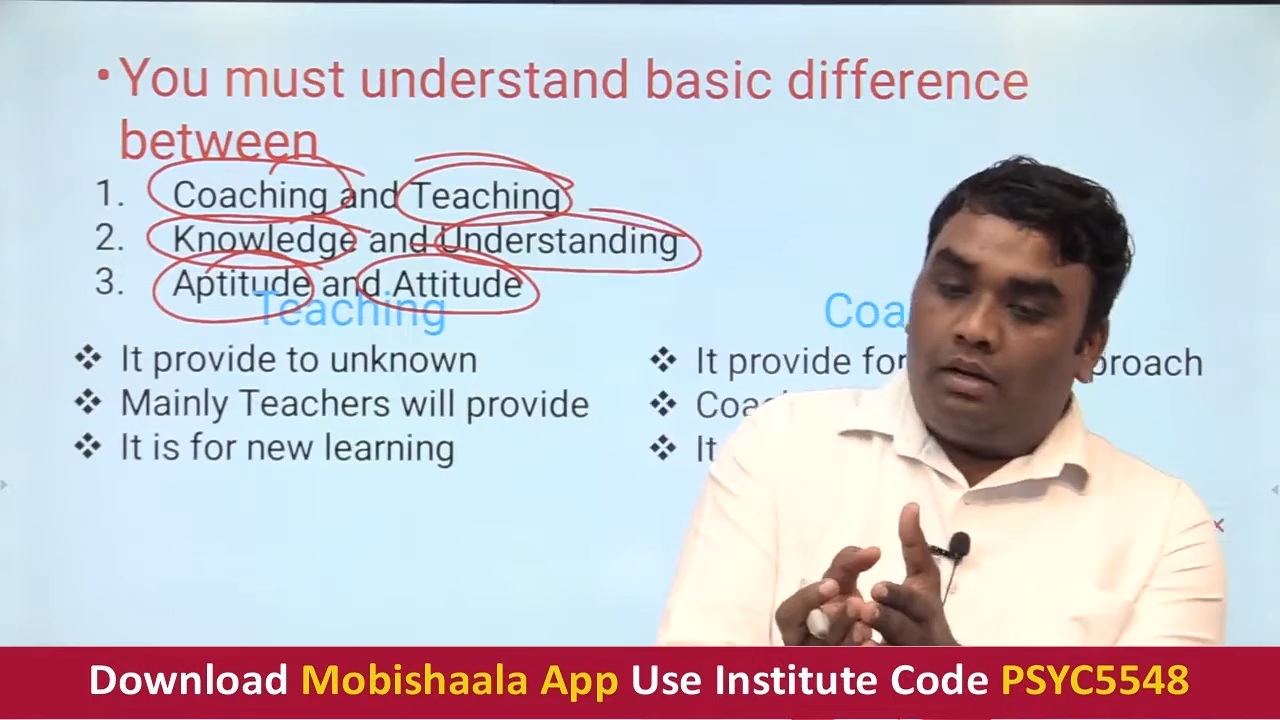 • You must understand basic difference
between
1. Coaching and Teaching
2. Knowledge and Understanding
3. Aptitude and Attitude
Teaching
❖ It provide to unknown
❖ Mainly Teachers will provide
❖ It is for new learning
❖ It provide
❖ It
Download Mobishaala App Use Institute Code PSYC5548